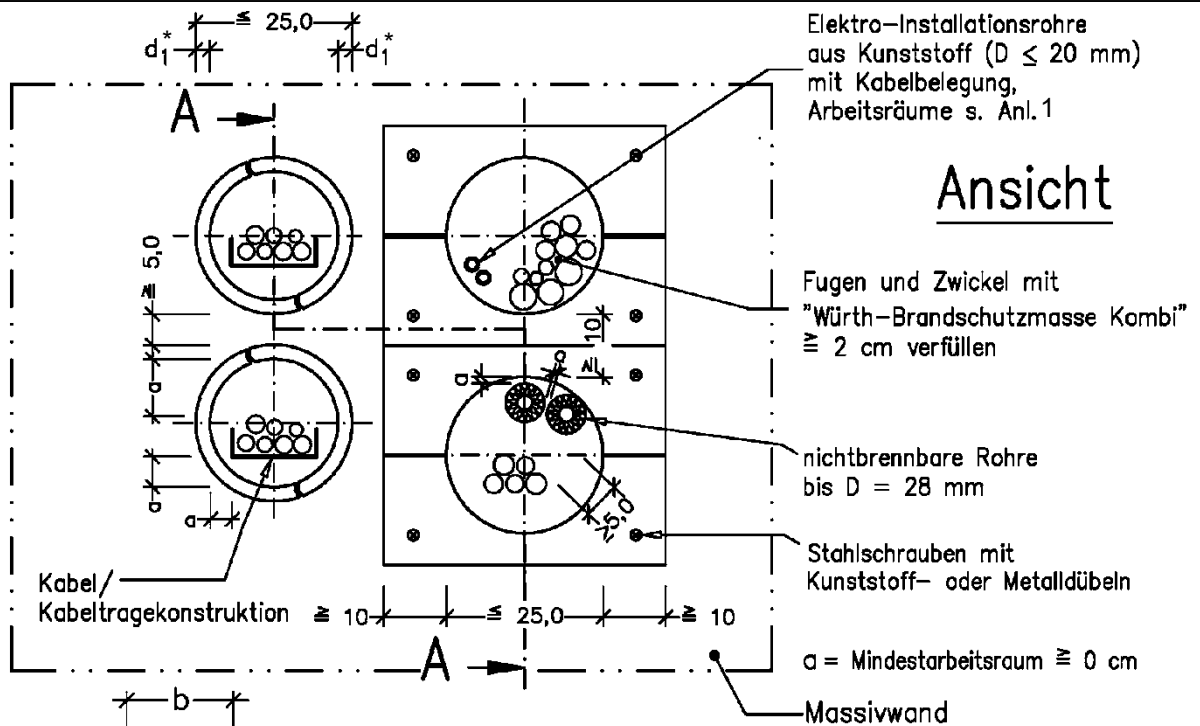 ≦ 25,0
d₁*
d₁*
Elektro-Installationsrohre
aus Kunststoff (D ≤ 20 mm)
mit Kabelbelegung,
Arbeitsräume s. Anl.1
A
Ansicht
≧ 5,0
Fugen und Zwickel mit
"Würth-Brandschutzmasse Kombi"
≧ 2 cm verfüllen
≧ 10
a
a
a
a
a
nichtbrennbare Rohre
bis D = 28 mm
≥5,0
Stahlschrauben mit
Kunststoff- oder Metalldübeln
Kabel/
Kabeltragekonstruktion
≧ 10
≦ 25,0
≧ 10
A
a = Mindestarbeitsraum ≧ 0 cm
b
Massivwand